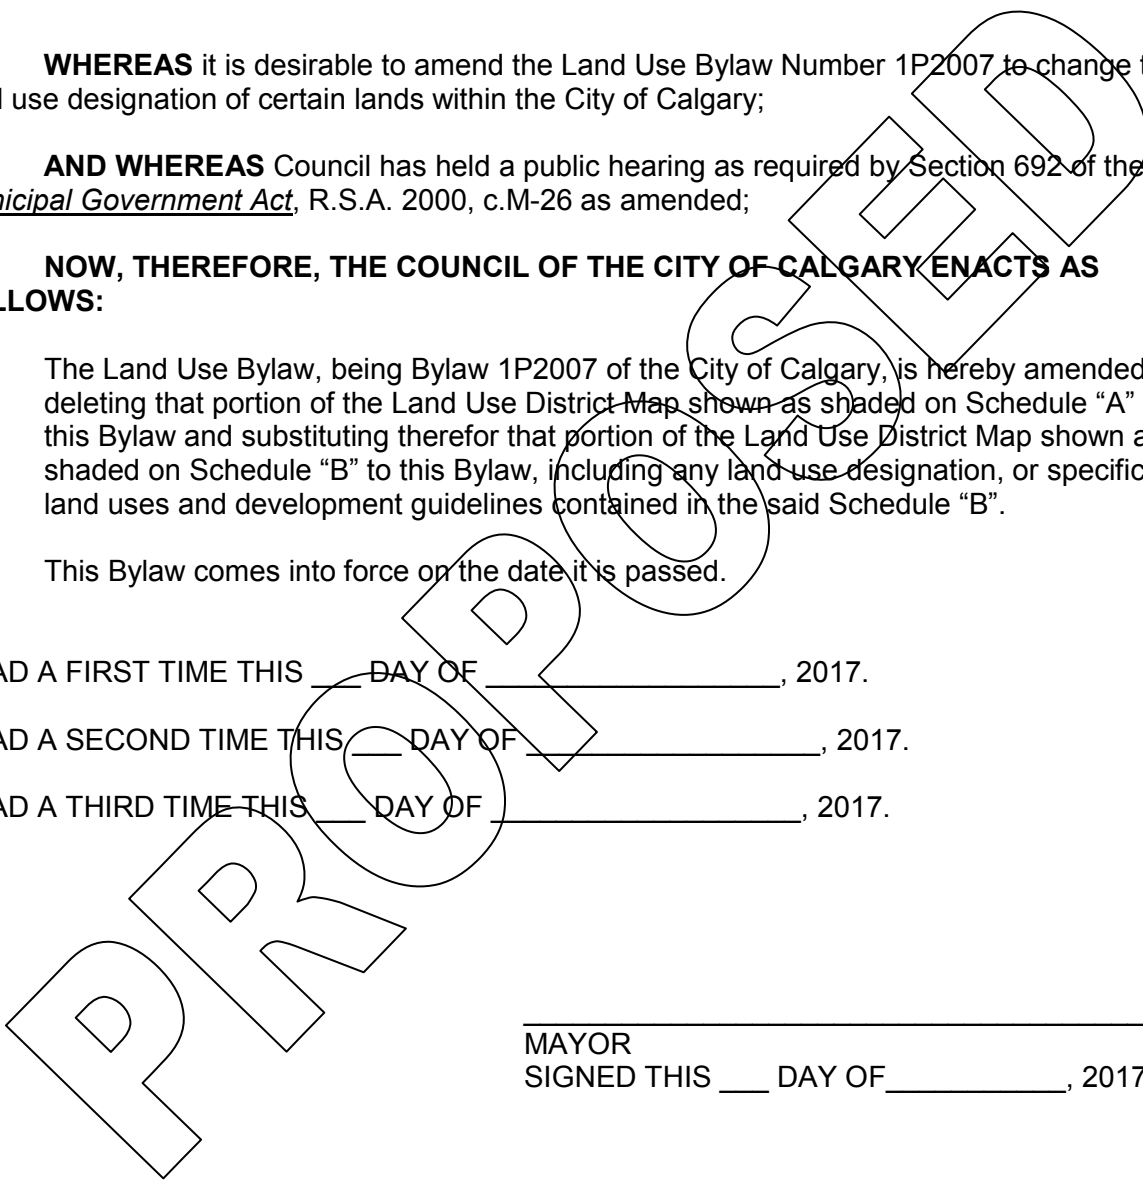 WHEREAS it is desirable to amend the Land Use Bylaw Number 1P2007 to change
use designation of certain lands within the City of Calgary;
AND WHEREAS Council has held a public hearing as required by Section 692 of the
nicipal Government Act, R.S.A. 2000, c.M-26 as amended;
NOW, THEREFORE, THE COUNCIL OF THE CITY OF CALGARY ENACTS AS
LLOWS:
The Land Use Bylaw, being Bylaw 1P2007 of the City of Calgary, is hereby amended
deleting that portion of the Land Use District Map shown as shaded on Schedule “A”
this Bylaw and substituting therefor that portion of the Land Use District Map shown a
shaded on Schedule “B” to this Bylaw, including any land use designation, or specific
land uses and development guidelines contained in the said Schedule “B”.
This Bylaw comes into force on the date it is passed.
AD A FIRST TIME THIS ___ DAY OF __________________, 2017.
AD A SECOND TIME THIS ___ DAY OF __________________, 2017.
AD A THIRD TIME THIS ___ DAY OF ___________________, 2017.
MAYOR
SIGNED THIS ___ DAY OF___________, 2017
PROPOSED